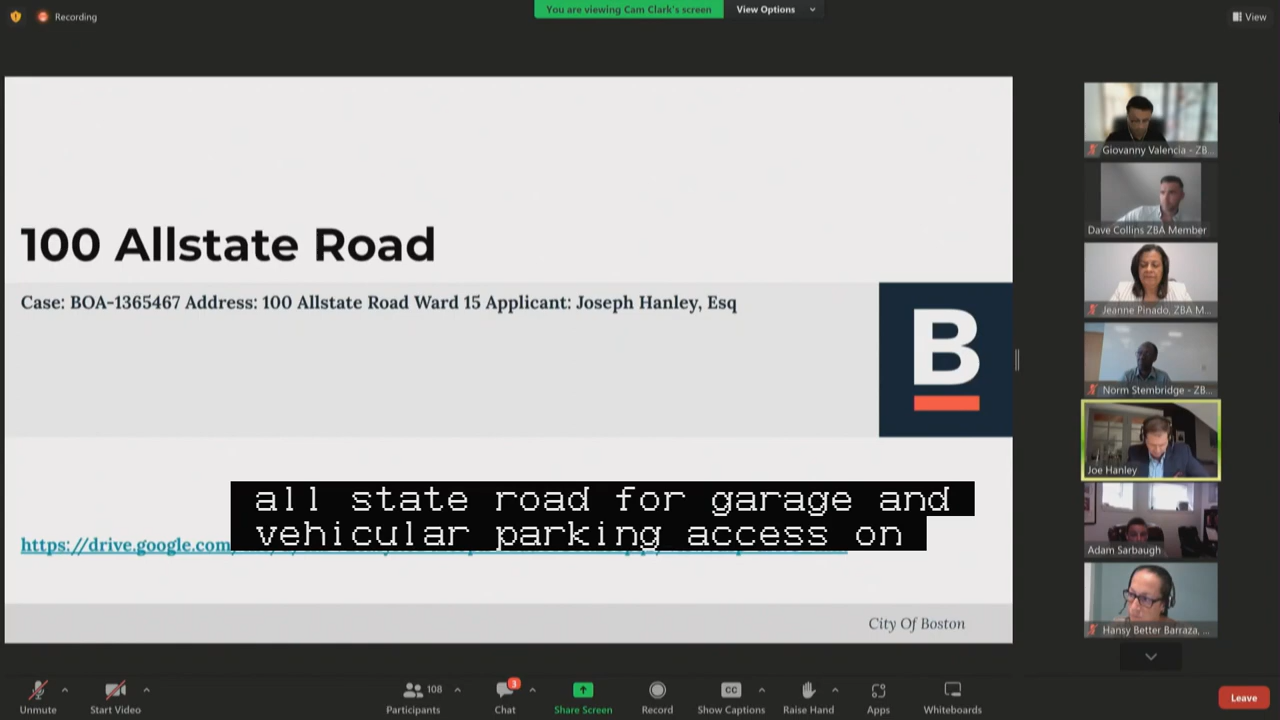 Recording
You are viewing Cam Clark's screen
View Options
View
100 Allstate Road
Case: BOA-1365467 Address: 100 Allstate Road Ward 15 Applicant: Joseph Hanley, Esq
B
all state road for garage and
vehicular parking access on
https://drive.google.com
City Of Boston
Giovanny Valencia - ZB...
Dave Collins ZBA Member
Jeanne Pinado, ZBA M...
Norm Stembridge - ZB...
Joe Hanley
Adam Sarbaugh
Hansy Better Barraza, ...
Unmute
Start Video
108
Participants
3
Chat
Share Screen
Record
CC
Show Captions
Raise Hand
Apps
Whiteboards
Leave